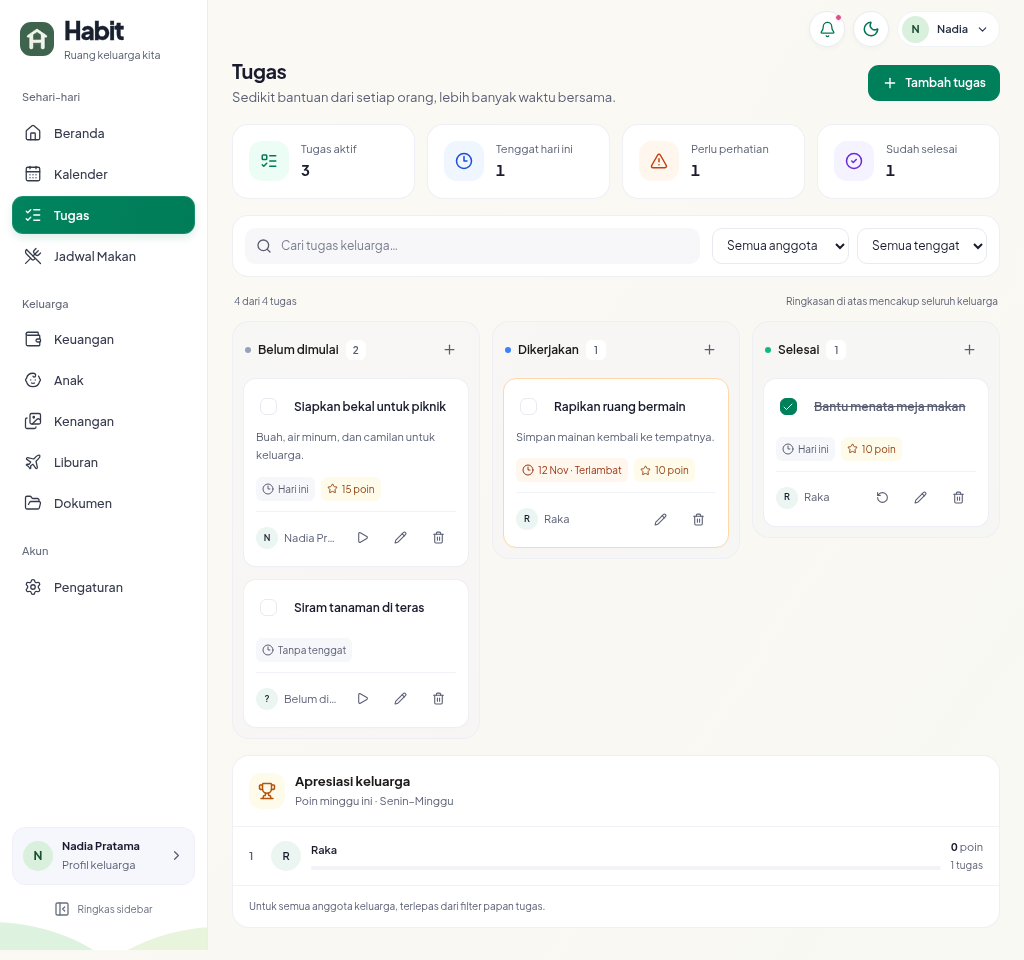 Habit
Ruang keluarga kita
Sehari-hari
Beranda
Kalender
Tugas
Jadwal Makan
Keluarga
Keuangan
Anak
Kenangan
Liburan
Dokumen
Akun
Pengaturan
N
Nadia Pratama
Profil keluarga
Ringkas sidebar
N Nadia
Tugas
Sedikit bantuan dari setiap orang, lebih banyak waktu bersama.
Tambah tugas
Tugas aktif
3
Tenggat hari ini
1
Perlu perhatian
1
Sudah selesai
1
Cari tugas keluarga...
Semua anggota
Semua tenggat
4 dari 4 tugas
Ringkasan di atas mencakup seluruh keluarga
Belum dimulai 2
Siapkan bekal untuk piknik
Buah, air minum, dan camilan untuk
keluarga.
Hari ini 15 poin
N Nadia Pr...
Siram tanaman di teras
Tanpa tenggat
? Belum di...
Dikerjakan 1
Rapikan ruang bermain
Simpan mainan kembali ke tempatnya.
12 Nov · Terlambat 10 poin
R Raka
Selesai 1
Bantu menata meja makan
Hari ini 10 poin
R Raka
Apresiasi keluarga
Poin minggu ini · Senin–Minggu
1 R Raka
0 poin
1 tugas
Untuk semua anggota keluarga, terlepas dari filter papan tugas.